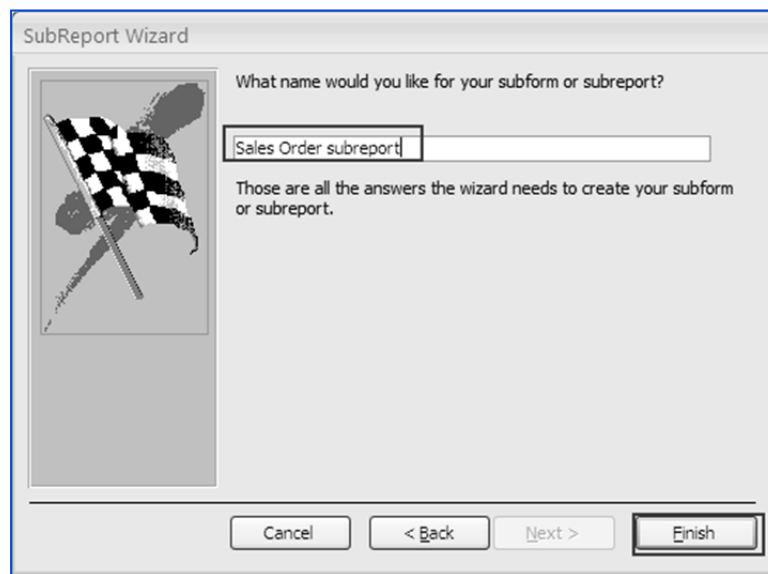 SubReport Wizard
What name would you like for your subform or subreport?
Sales Order subreport
Those are all the answers the wizard needs to create your subform
or subreport.
Cancel
< Back
Next >
Finish